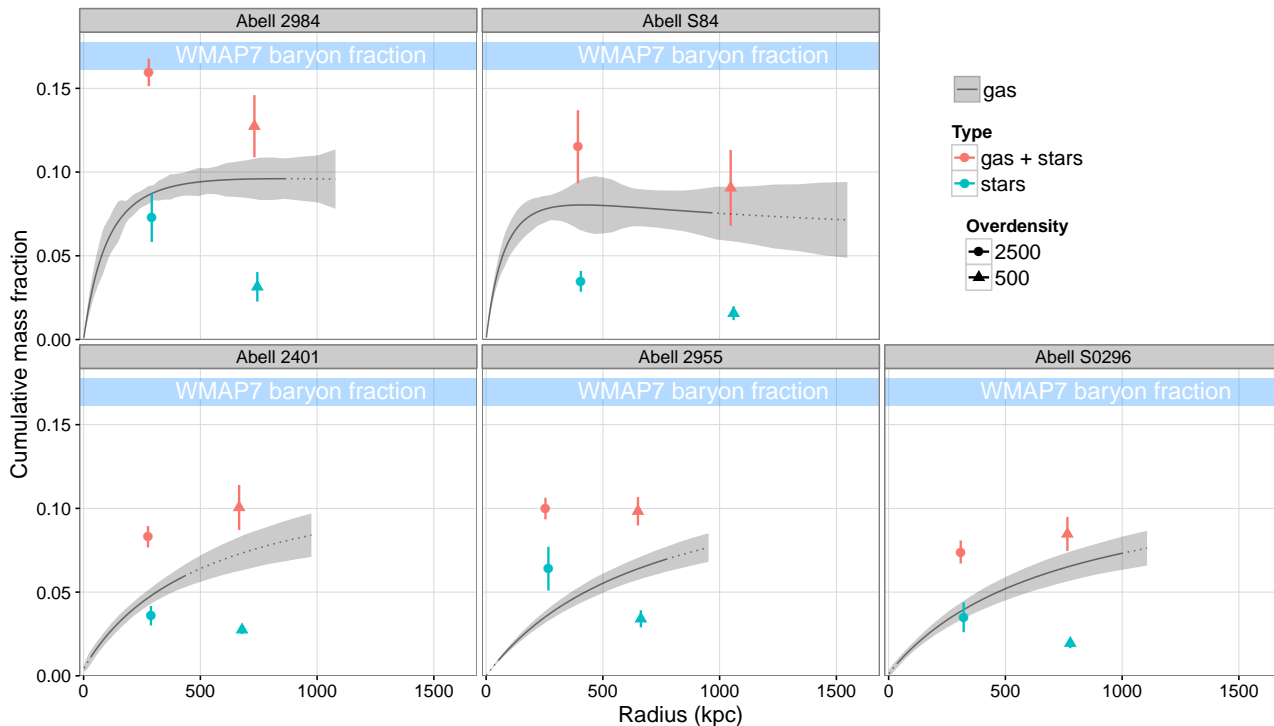 Abell 2984
Abell S84
WMAP7 baryon fraction
WMAP7 baryon fraction
0.15
0.10
0.05
0.00
gas
Type
gas + stars
stars
Overdensity
2500
500
Cumulative mass fraction
Abell 2401
Abell 2955
Abell S0296
WMAP7 baryon fraction
WMAP7 baryon fraction
WMAP7 baryon fraction
0.15
0.10
0.05
0.00
0 500 1000 1500
0 500 1000 1500
0 500 1000 1500
Radius (kpc)